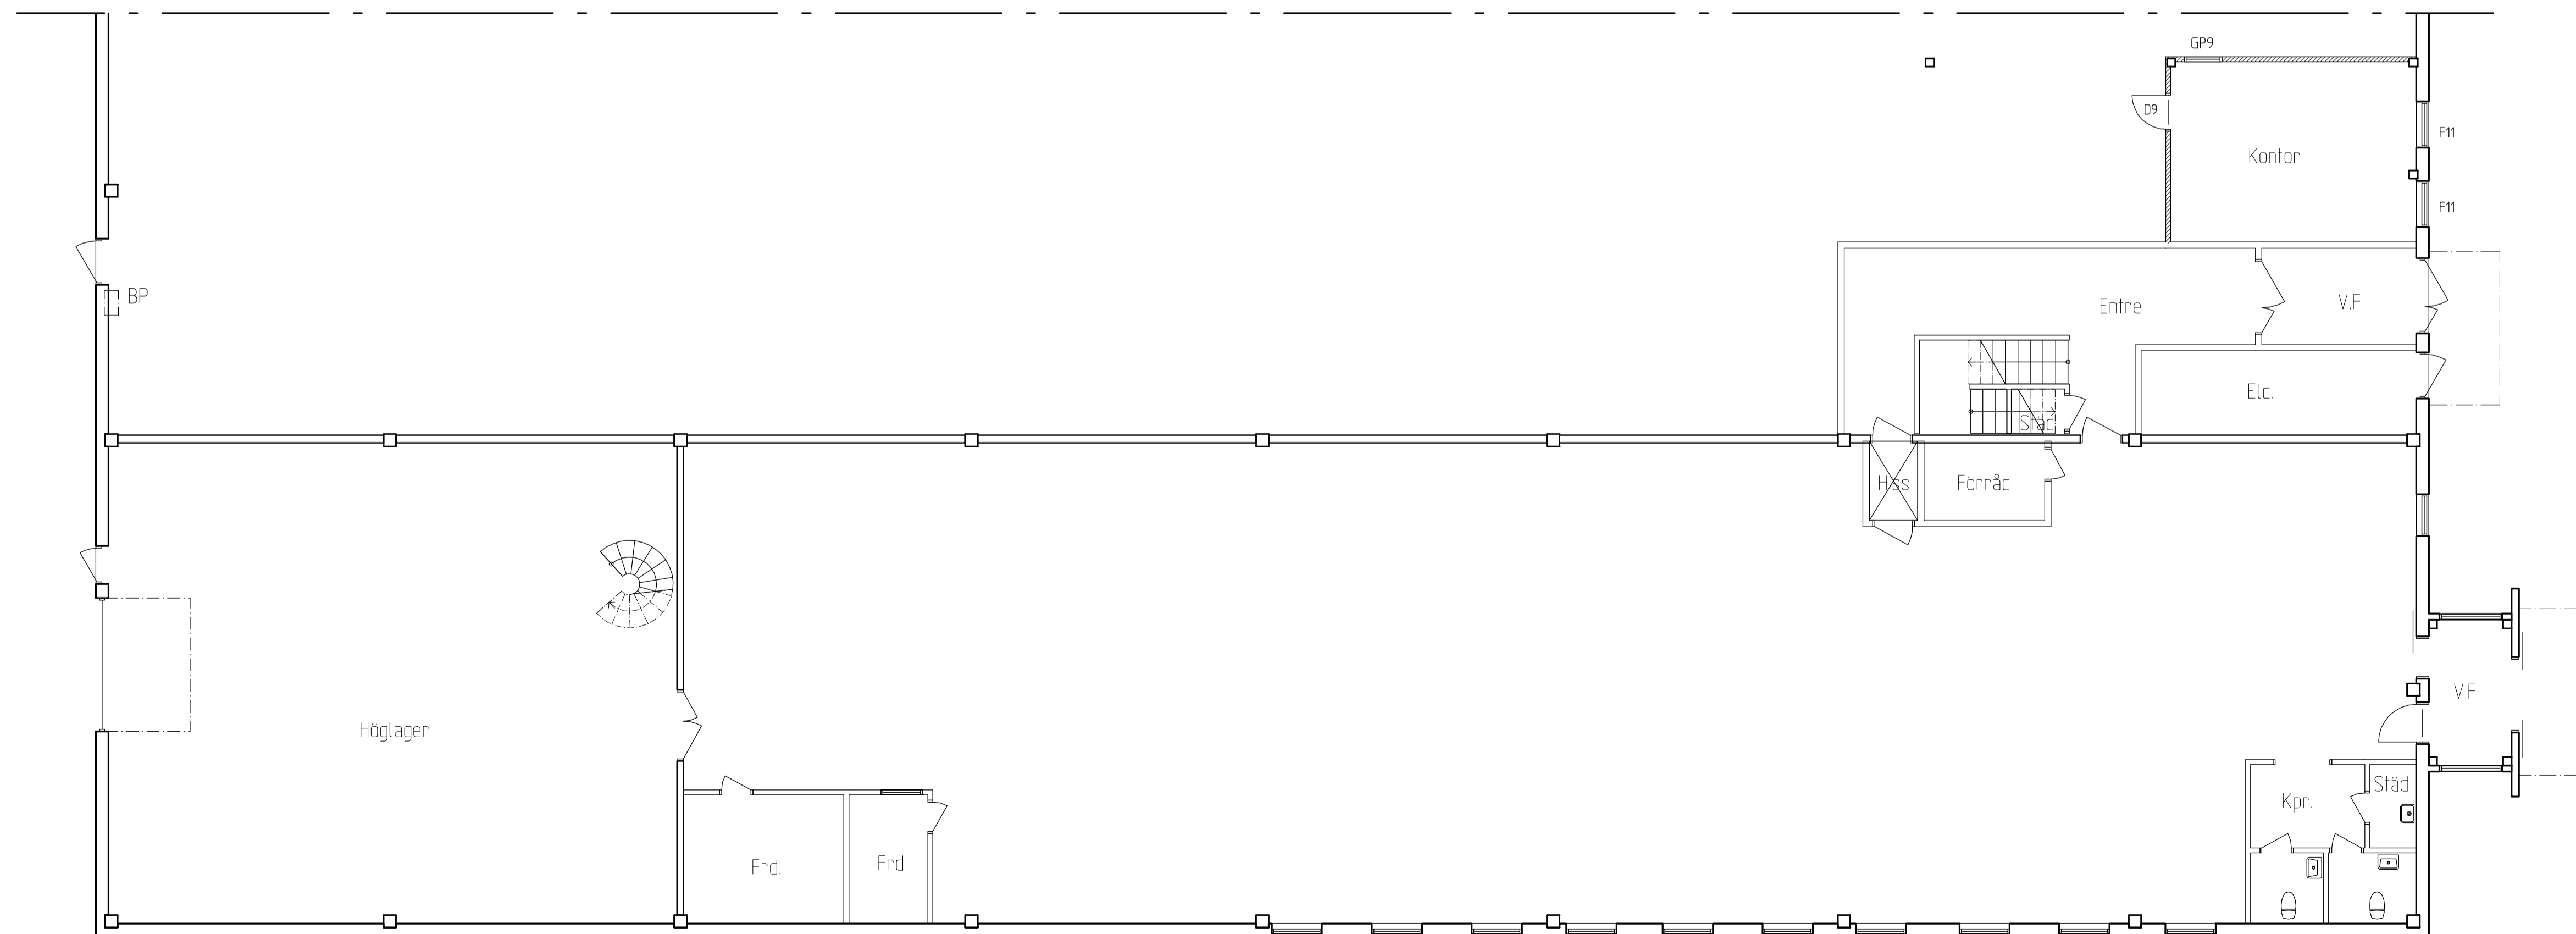 GP9
D9
F11
Kontor
F11
BP
Entre
V.F
Elc.
Städ
Hiss
Förråd
V.F
Höglager
Städ
Kpr.
Frd.
Frd